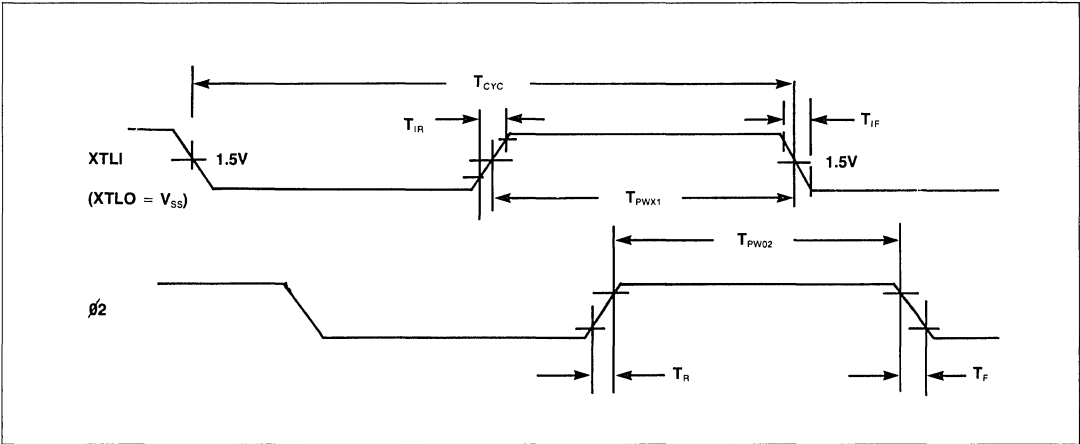 T_CYC
T_IR
T_IF
XTLI
1.5V
1.5V
(XTLO = V_SS)
T_PWX1
T_PW02
Ø2
T_R
T_F